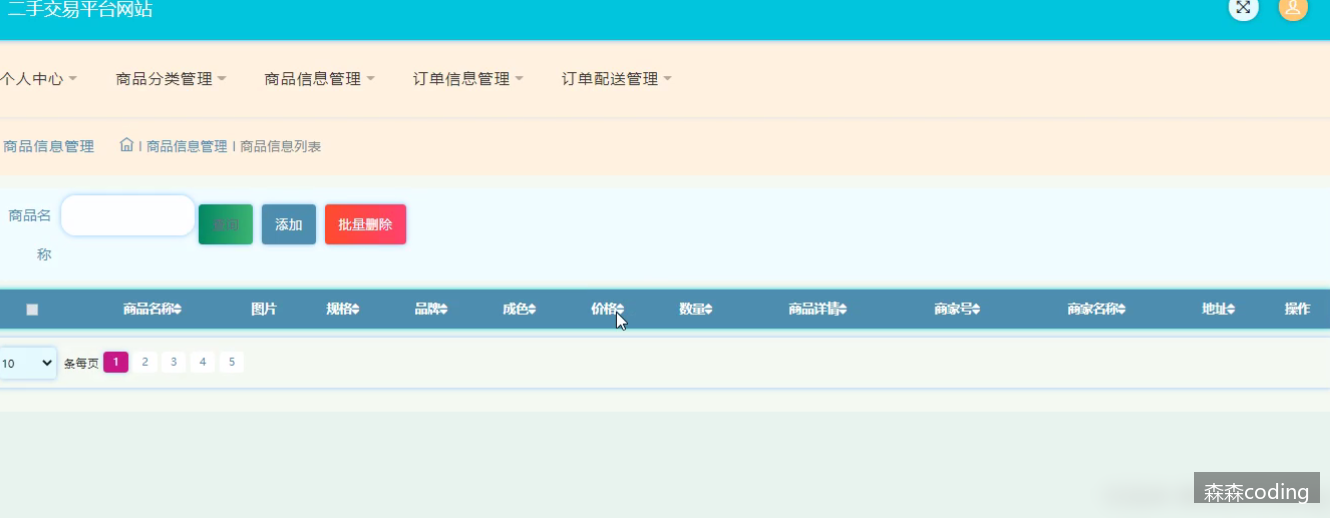 二手交易平台网站
个人中心 商品分类管理 商品信息管理 订单信息管理 订单配送管理
商品信息管理 | 商品信息管理 | 商品信息列表
商品名
称
添加 批量删除
商品名称 图片 规格 品牌 成色 价格 数量 商品详情 商家号 商家名称 地址 操作
10 条每页 1 2 3 4 5
森森coding